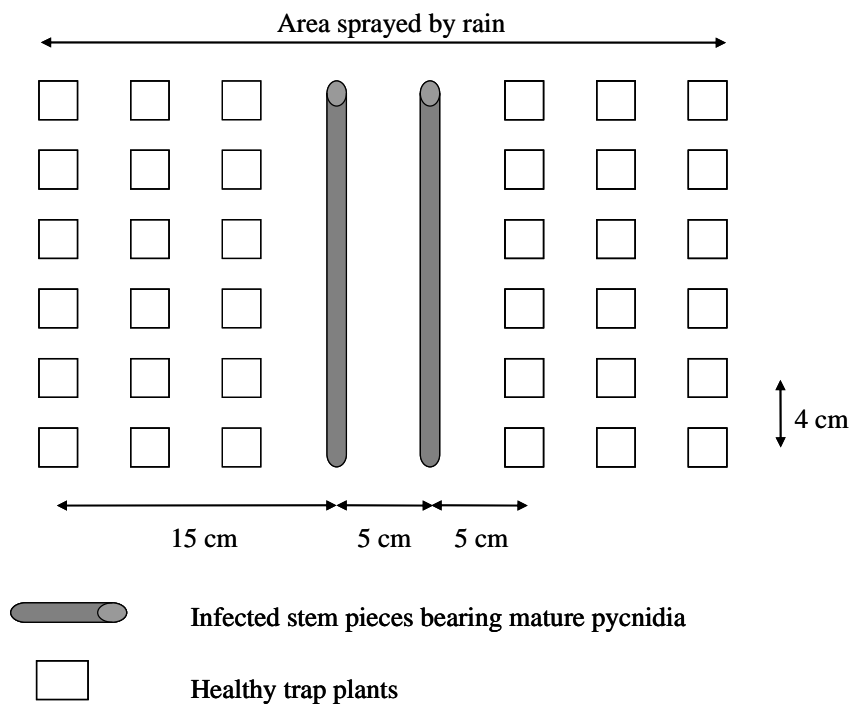 Area sprayed by rain
4 cm
15 cm
5 cm
5 cm
Infected stem pieces bearing mature pycnidia
Healthy trap plants